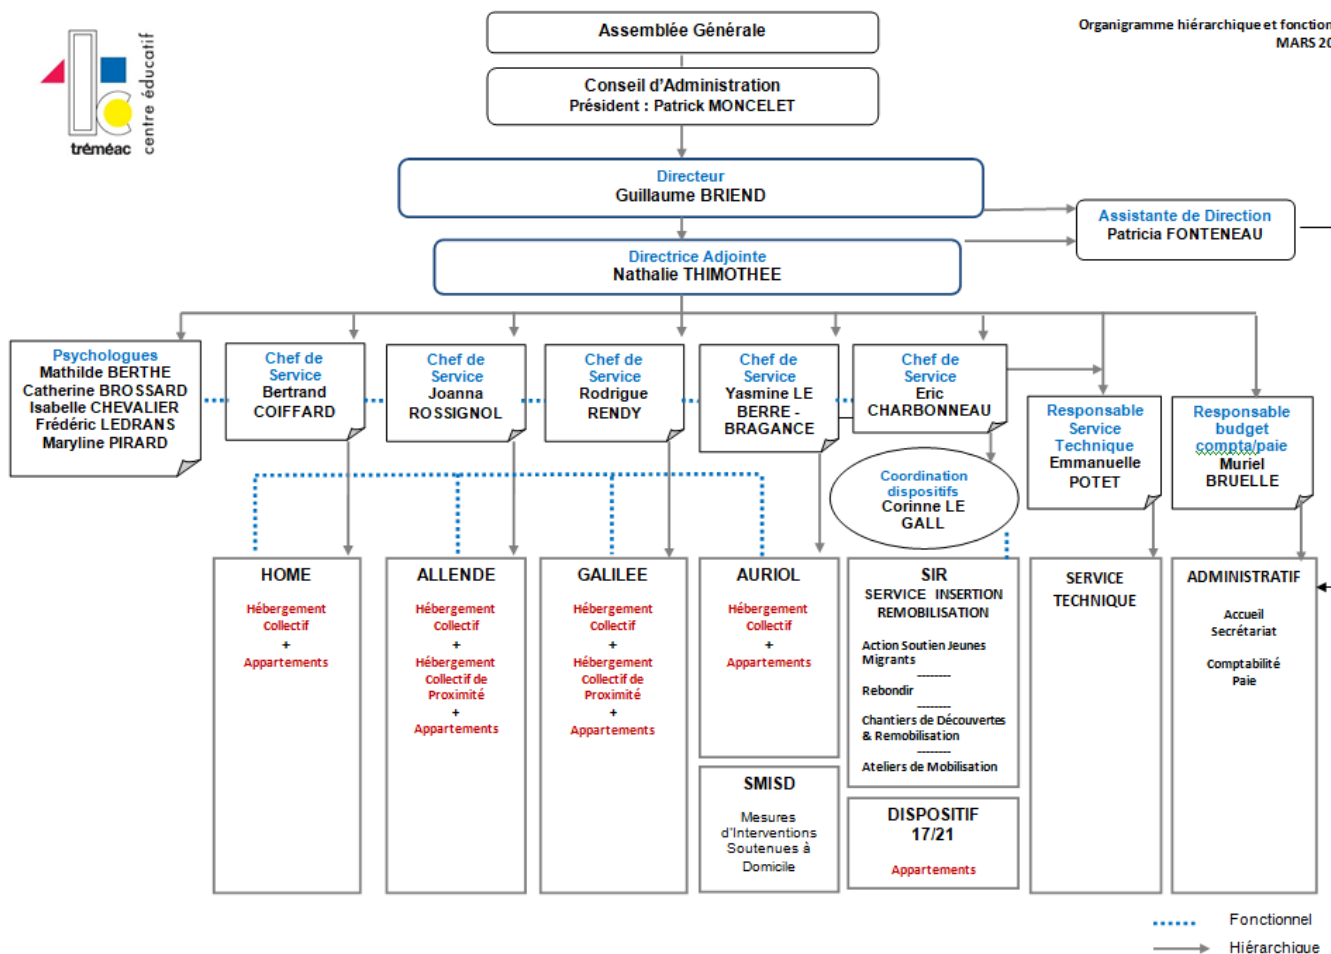 Assemblée Générale
Organigramme hiérarchique et fonction
MARS 20
centre éducatif
tréméac
Conseil d'Administration
Président : Patrick MONCELET
Directeur
Guillaume BRIEND
Assistante de Direction
Patricia FONTENEAU
Directrice Adjointe
Nathalie THIMOTHEE
Psychologues
Mathilde BERTHE
Catherine BROSSARD
Isabelle CHEVALIER
Frédéric LEDRANS
Maryline PIRARD
Chef de
Service
Bertrand
COIFFARD
Chef de
Service
Joanna
ROSSIGNOL
Chef de
Service
Rodrigue
RENDY
Chef de
Service
Yasmine LE
BERRE -
BRAGANCE
Chef de
Service
Eric
CHARBONNEAU
Responsable
Service
Technique
Emmanuelle
POTET
Responsable
budget
compta/paie
Muriel
BRUELLE
Coordination
dispositifs
Corinne LE
GALL
HOME
Hébergement
Collectif
+
Appartements
ALLENDE
Hébergement
Collectif
+
Hébergement
Collectif de
Proximité
+
Appartements
GALILEE
Hébergement
Collectif
+
Hébergement
Collectif de
Proximité
+
Appartements
AURIOL
Hébergement
Collectif
+
Appartements
SMISD
Mesures
d'Interventions
Soutenues à
Domicile
SIR
SERVICE INSERTION
REMOBILISATION
Action Soutien Jeunes
Migrants
--------
Rebondir
--------
Chantiers de Découvertes
& Remobilisation
--------
Ateliers de Mobilisation
DISPOSITIF
17/21
Appartements
SERVICE
TECHNIQUE
ADMINISTRATIF
Accueil
Secrétariat
Comptabilité
Paie
Fonctionnel
Hiérarchique